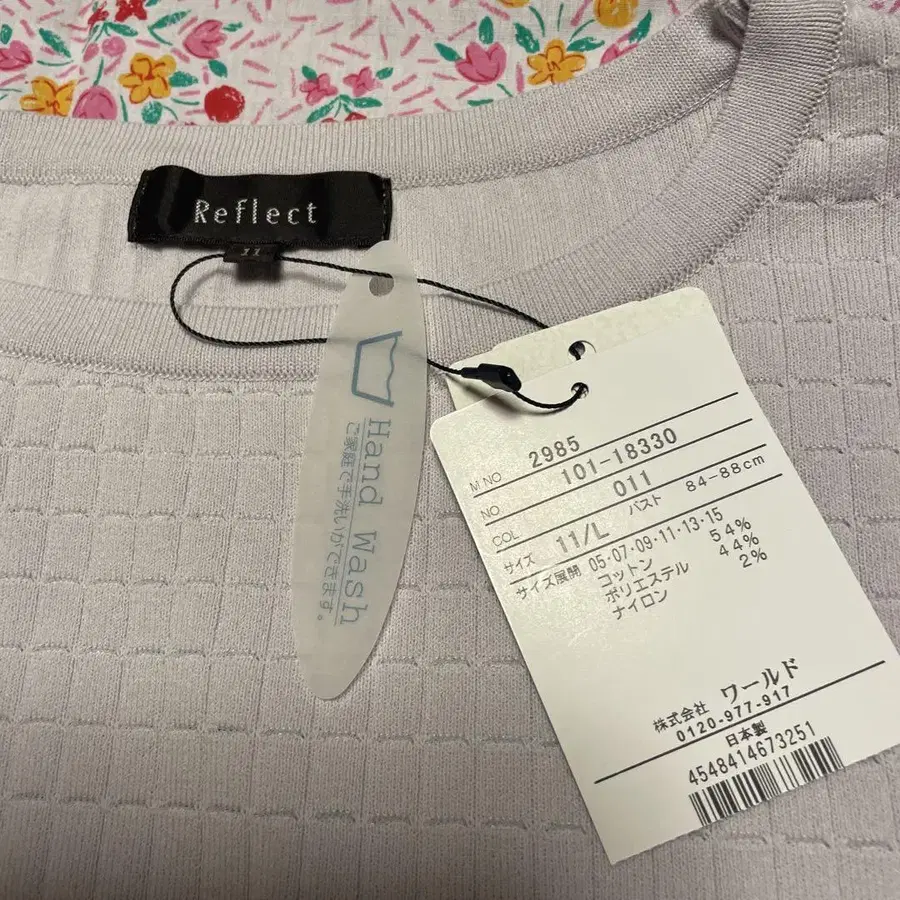 Reflect
11
Hand Wash
ご家庭で手洗いができます。
M NO 2985
NO. 101-18330
COL 011
サイズ 11/L バスト 84-88cm
サイズ展開 05・07・09・11・13・15
コットン 54%
ポリエステル 44%
ナイロン 2%
株式会社 ワールド
0120-977-917
日本製
4548414673251